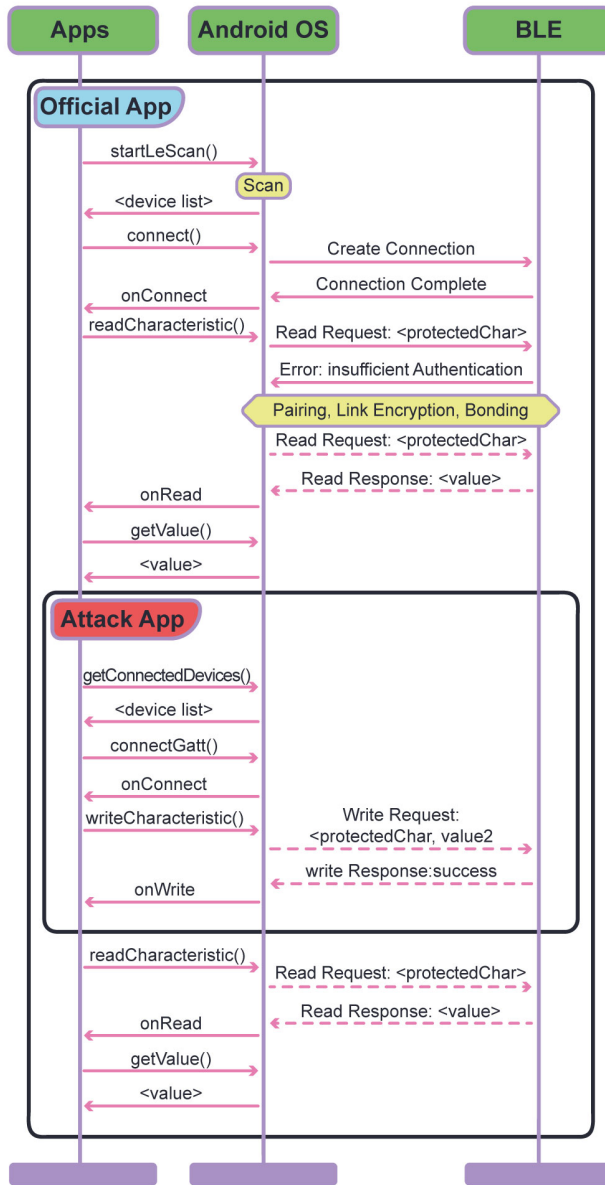 Apps
Android OS
BLE
Official App
startLeScan()
Scan
<device list>
connect()
Create Connection
Connection Complete
onConnect
readCharacteristic()
Read Request: <protectedChar>
Error: insufficient Authentication
Pairing, Link Encryption, Bonding
Read Request: <protectedChar>
Read Response: <value>
onRead
getValue()
<value>
Attack App
getConnectedDevices()
<device list>
connectGatt()
onConnect
writeCharacteristic()
Write Request:
<protectedChar, value2
write Response:success
onWrite
readCharacteristic()
Read Request: <protectedChar>
Read Response: <value>
onRead
getValue()
<value>